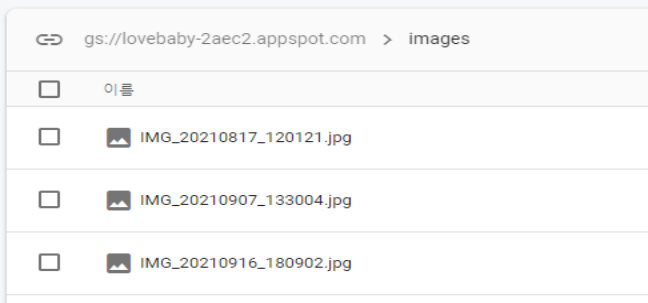 gs://lovebaby-2aec2.appspot.com > images
이름
IMG_20210817_120121.jpg
IMG_20210907_133004.jpg
IMG_20210916_180902.jpg